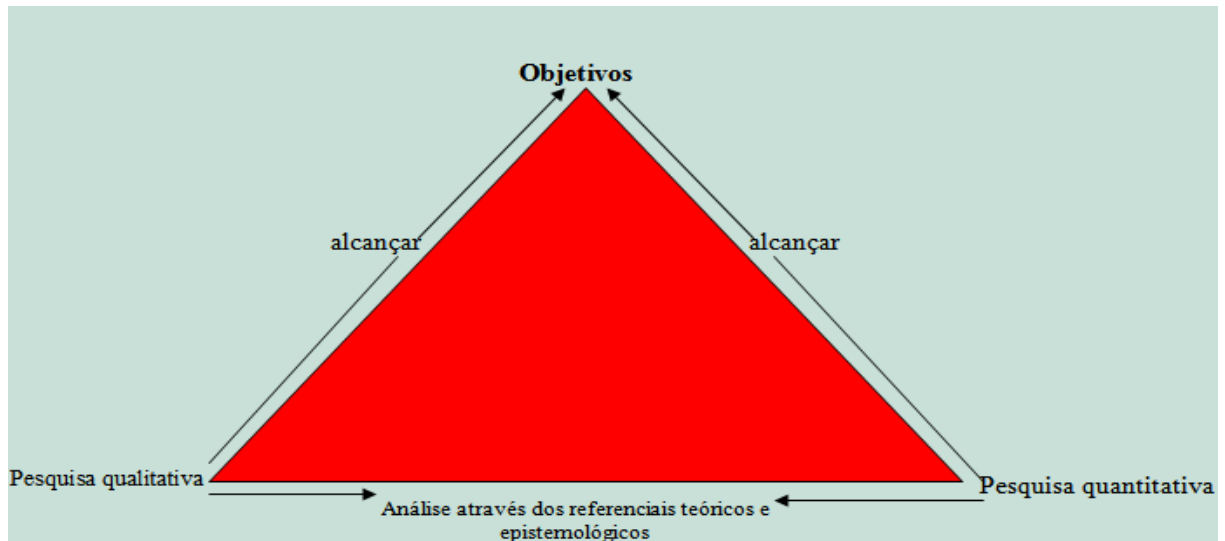 Objetivos
alcançar
alcançar
Pesquisa qualitativa
Pesquisa quantitativa
Análise através dos referenciais teóricos e
epistemológicos